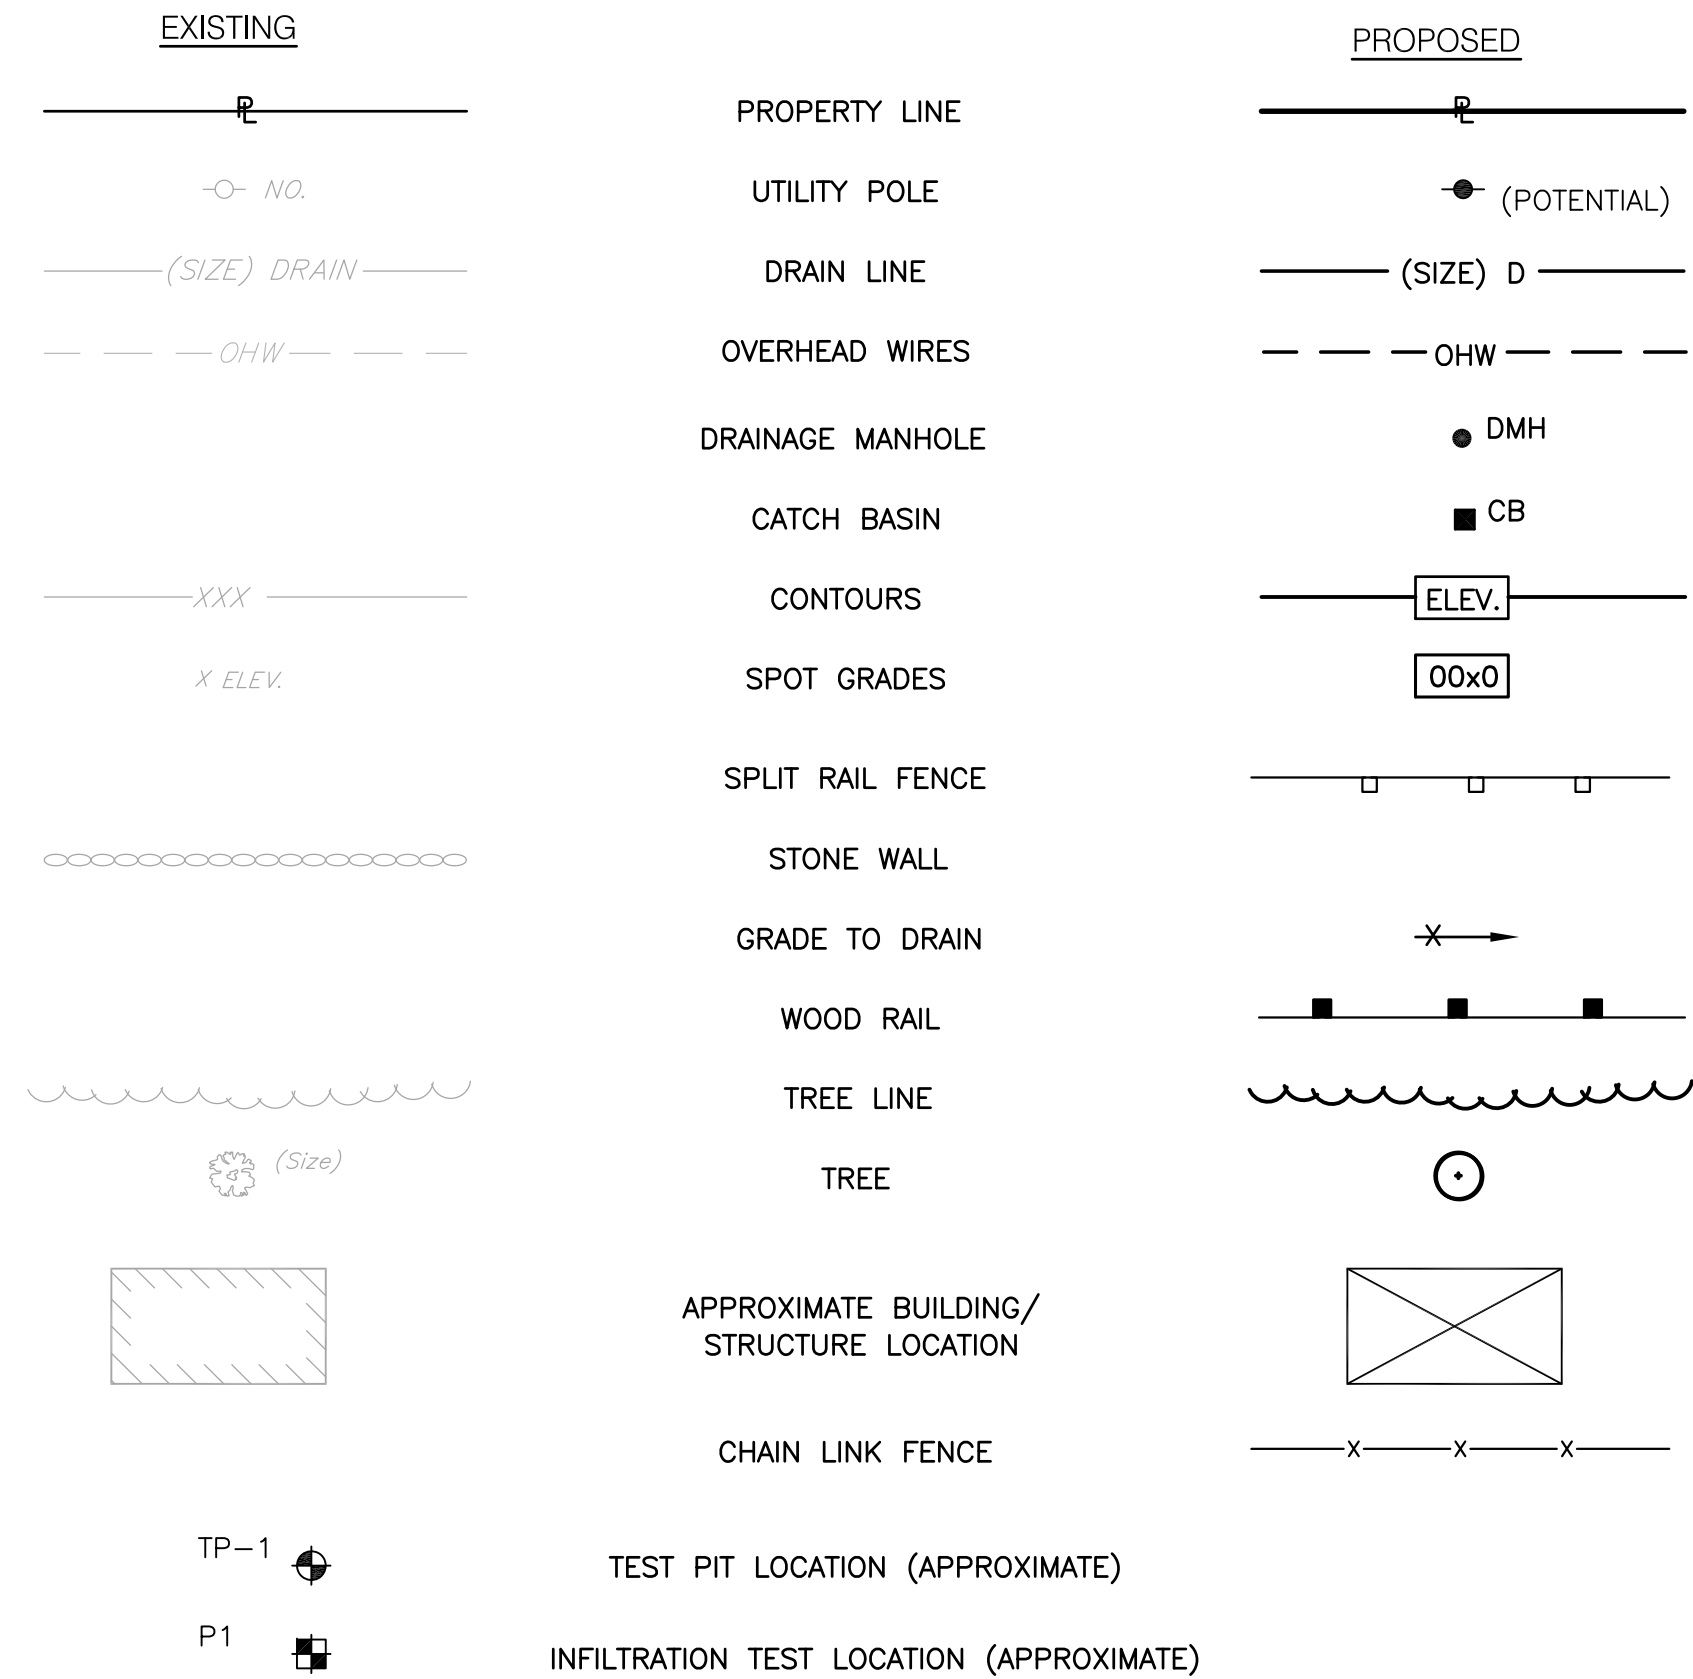 EXISTING
PROPOSED
PL PROPERTY LINE PL
NO. UTILITY POLE (POTENTIAL)
(SIZE) DRAIN DRAIN LINE (SIZE) D
OHW OVERHEAD WIRES OHW
DRAINAGE MANHOLE DMH
CATCH BASIN CB
XXX CONTOURS ELEV.
X ELEV. SPOT GRADES 00x0
SPLIT RAIL FENCE
STONE WALL
GRADE TO DRAIN X
WOOD RAIL
TREE LINE
(Size) TREE
APPROXIMATE BUILDING/
STRUCTURE LOCATION
CHAIN LINK FENCE X X X
TP-1 TEST PIT LOCATION (APPROXIMATE)
P1 INFILTRATION TEST LOCATION (APPROXIMATE)